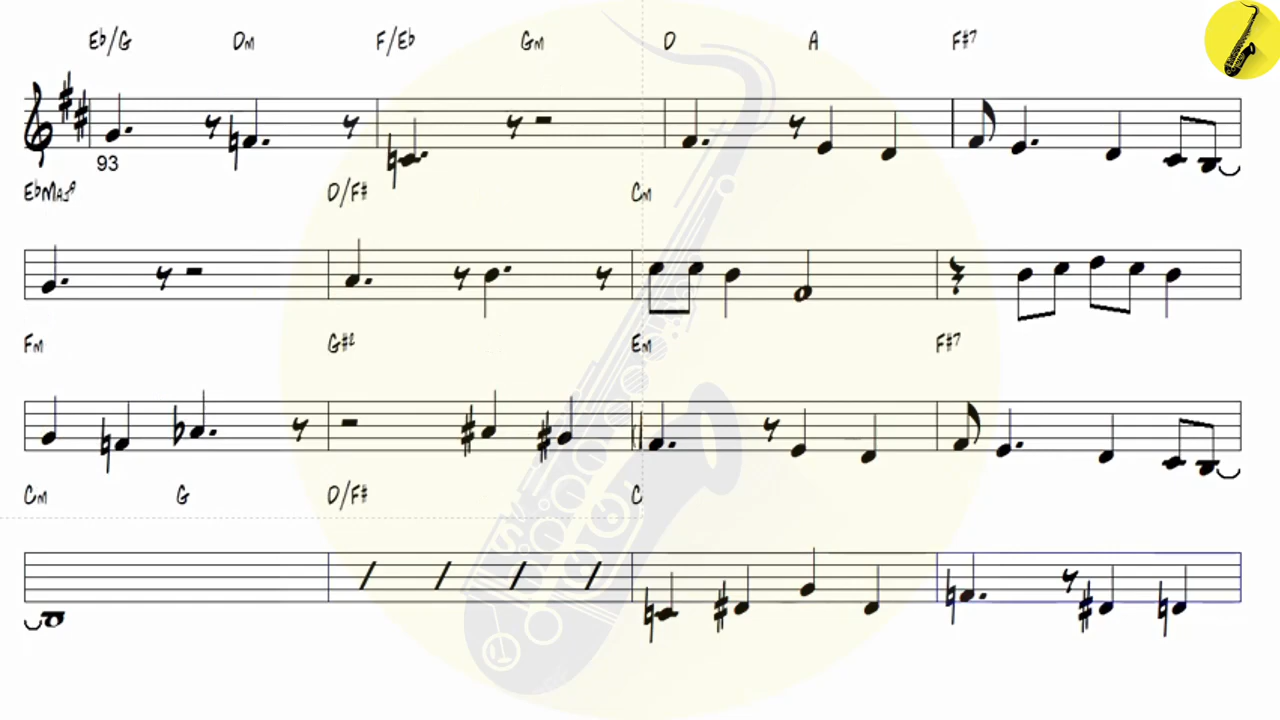 Eb/G Dm F/Eb Gm D A F#7
93
EbMaj9 D/F# Cm
Fm G#2 Em F#7
Cm G D/F# C